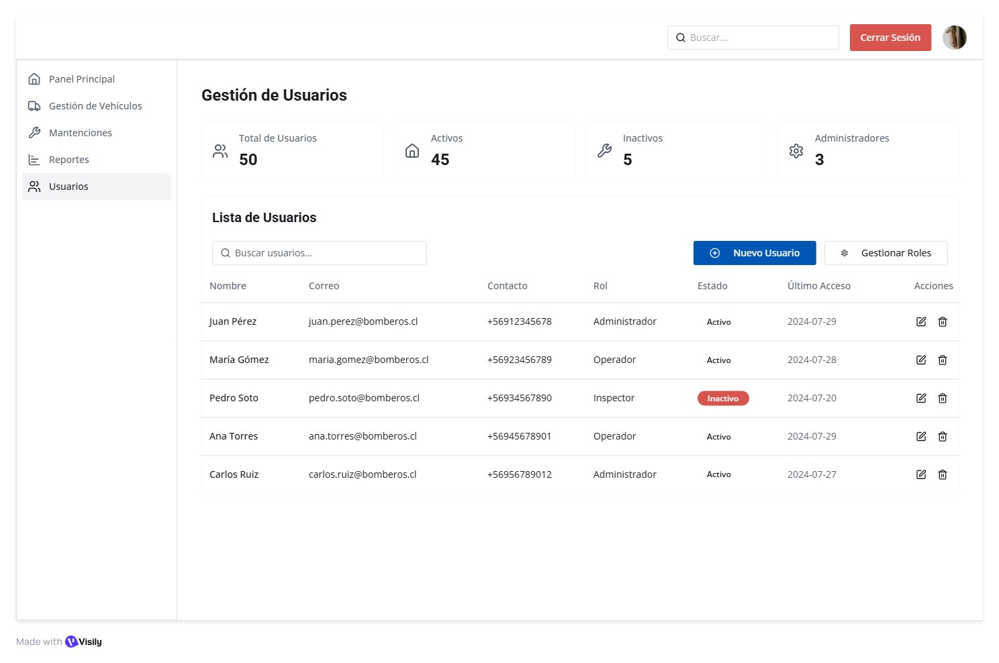 Buscar...
Cerrar Sesión
Panel Principal
Gestión de Vehículos
Mantenciones
Reportes
Usuarios
Gestión de Usuarios
Total de Usuarios
50
Activos
45
Inactivos
5
Administradores
3
Lista de Usuarios
Buscar usuarios...
Nuevo Usuario
Gestionar Roles
Nombre Correo Contacto Rol Estado Último Acceso Acciones
Juan Pérez juan.perez@bomberos.cl +56912345678 Administrador Activo 2024-07-29
María Gómez maria.gomez@bomberos.cl +56923456789 Operador Activo 2024-07-28
Pedro Soto pedro.soto@bomberos.cl +56934567890 Inspector Inactivo 2024-07-20
Ana Torres ana.torres@bomberos.cl +56945678901 Operador Activo 2024-07-29
Carlos Ruiz carlos.ruiz@bomberos.cl +56956789012 Administrador Activo 2024-07-27
Made with Visily